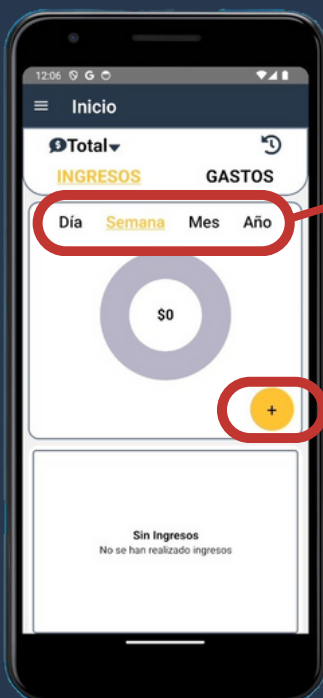 12:06
Inicio
Total
INGRESOS GASTOS
Día Semana Mes Año
$0
+
Sin Ingresos
No se han realizado ingresos